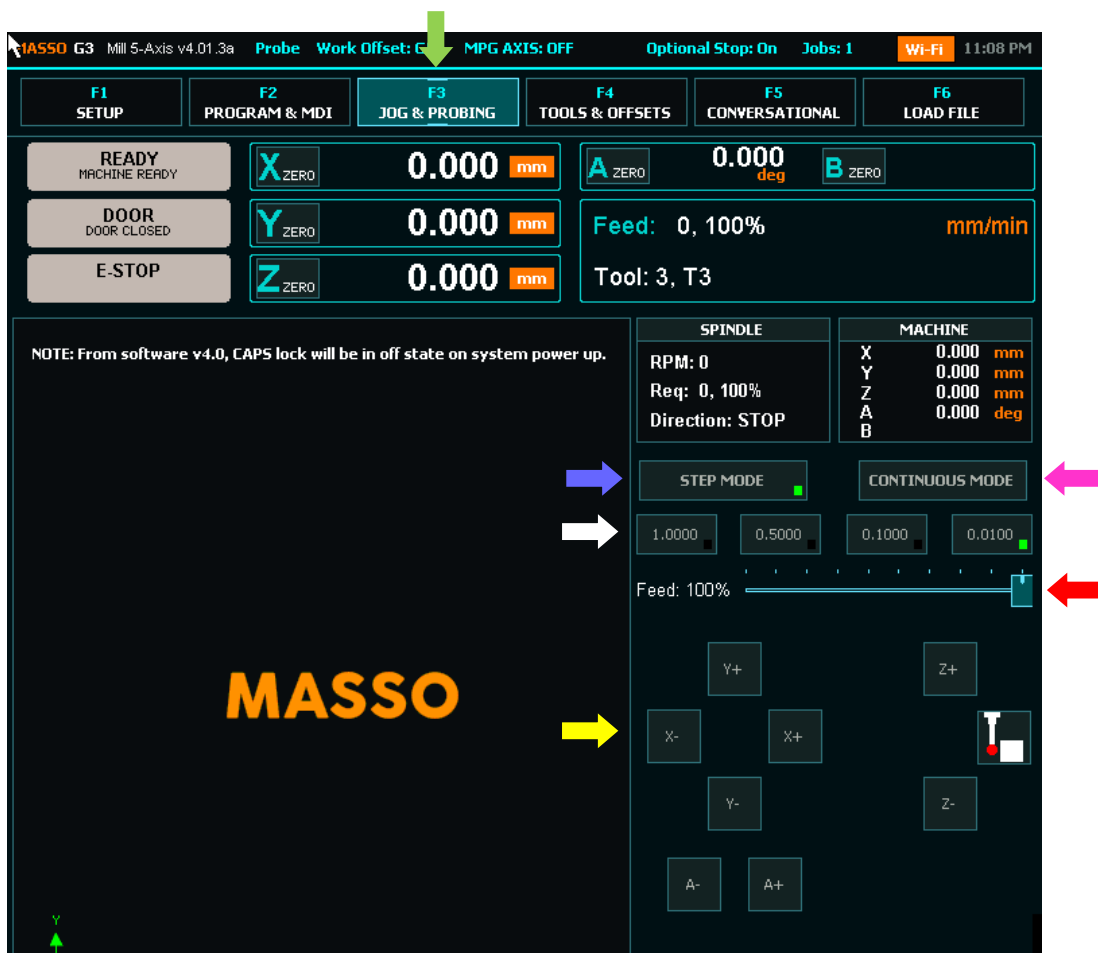 MASSO G3 Mill 5-Axis v4.01.3a Probe Work Offset: G MPG AXIS: OFF Optional Stop: On Jobs: 1 Wi-Fi 11:08 PM
F1 F2 F3 F4 F5 F6
SETUP PROGRAM & MDI JOG & PROBING TOOLS & OFFSETS CONVERSATIONAL LOAD FILE
READY
MACHINE READY
X ZERO 0.000 mm
A ZERO 0.000 deg B ZERO
DOOR
DOOR CLOSED
Y ZERO 0.000 mm
Feed: 0, 100% mm/min
E-STOP
Z ZERO 0.000 mm
Tool: 3, T3
NOTE: From software v4.0, CAPS lock will be in off state on system power up.
SPINDLE
RPM: 0
Req: 0, 100%
Direction: STOP
MACHINE
X 0.000 mm
Y 0.000 mm
Z 0.000 mm
A 0.000 deg
B
STEP MODE CONTINUOUS MODE
1.0000 0.5000 0.1000 0.0100
Feed: 100%
Y+ Z+
MASSO
X- X+
Y- Z-
A- A+
Y